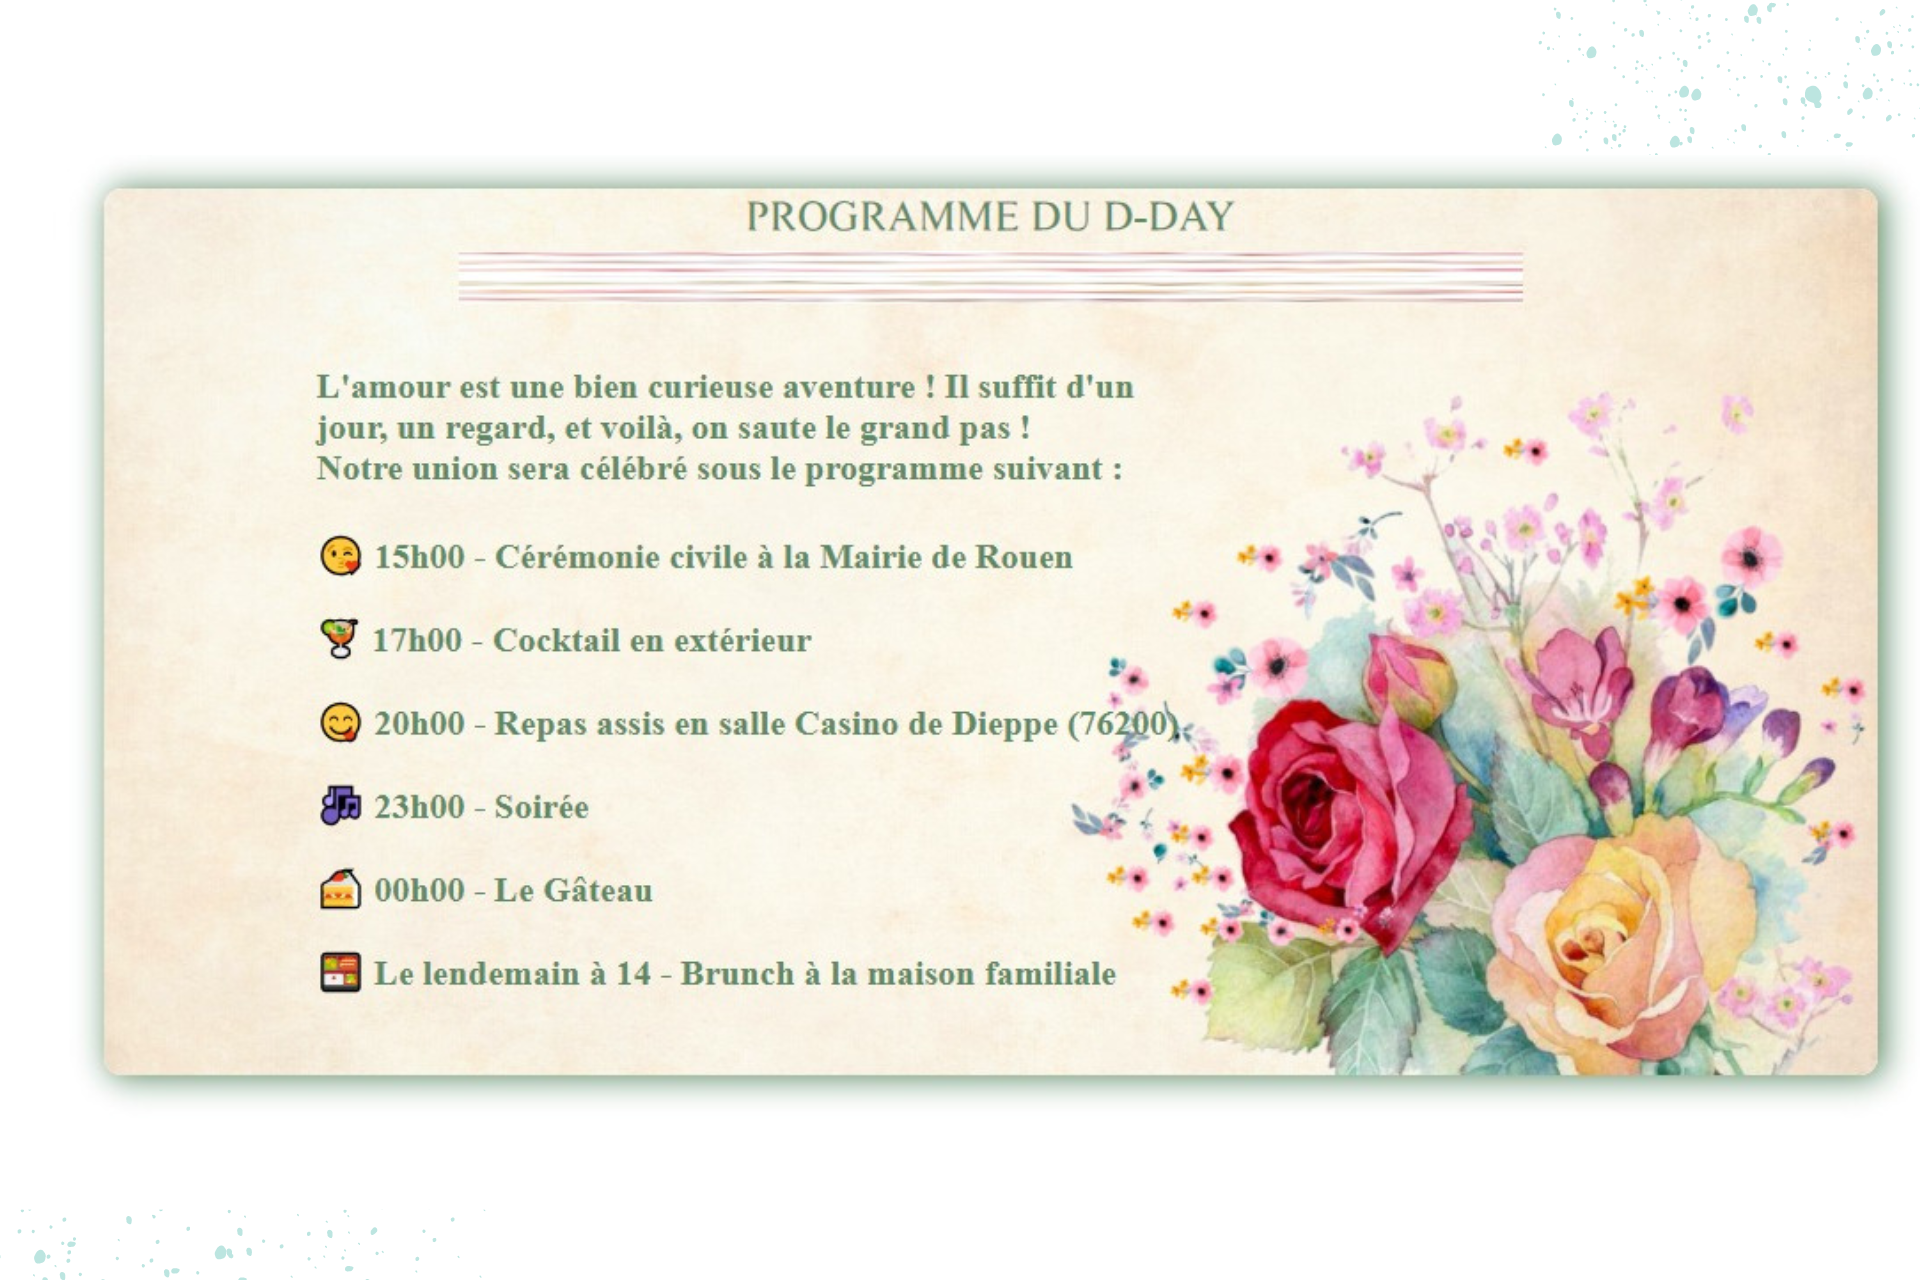 PROGRAMME DU D-DAY
L'amour est une bien curieuse aventure ! Il suffit d'un
jour, un regard, et voilà, on saute le grand pas !
Notre union sera célébré sous le programme suivant :
😘 15h00 - Cérémonie civile à la Mairie de Rouen
🍹 17h00 - Cocktail en extérieur
😋 20h00 - Repas assis en salle Casino de Dieppe (76200)
🎶 23h00 - Soirée
🍰 00h00 - Le Gâteau
🍱 Le lendemain à 14 - Brunch à la maison familiale